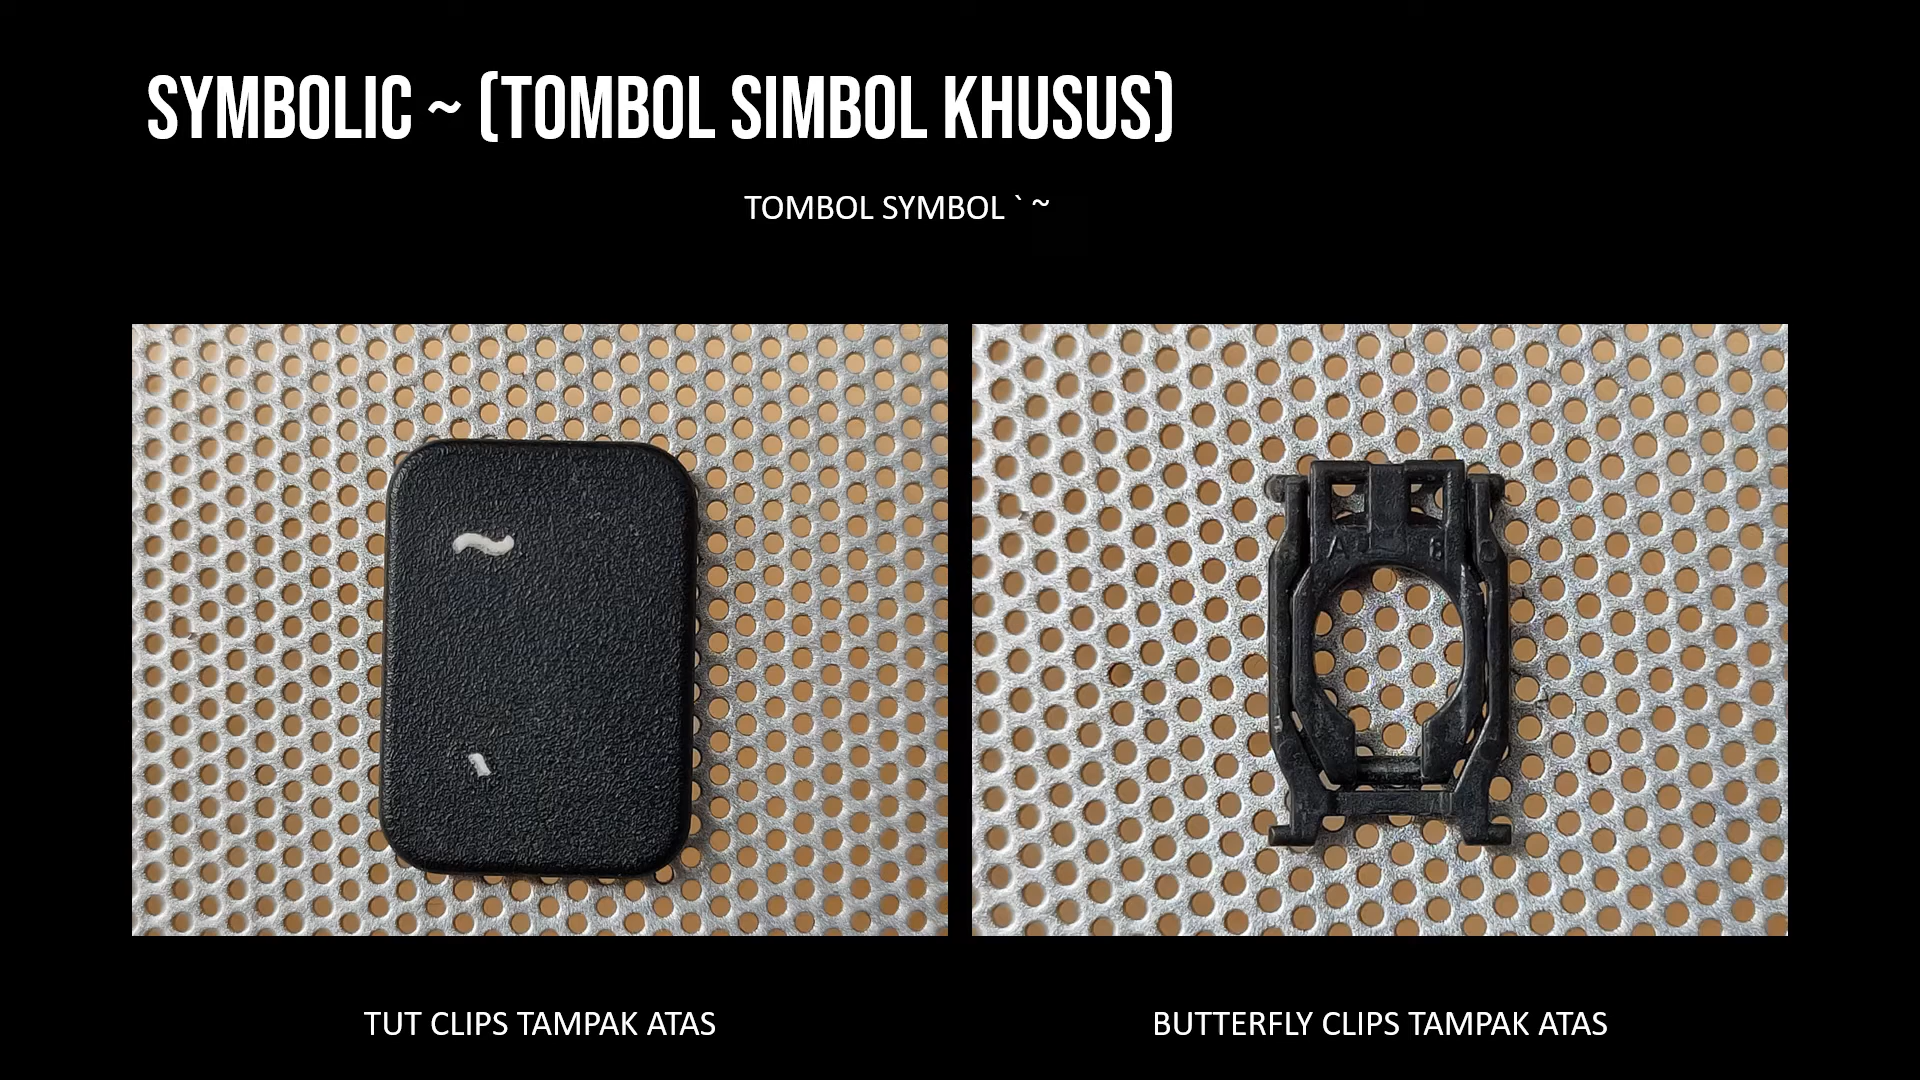 SYMBOLIC ~ (TOMBOL SIMBOL KHUSUS)
TOMBOL SYMBOL ` ~
~
`
A B
TUT CLIPS TAMPAK ATAS
BUTTERFLY CLIPS TAMPAK ATAS